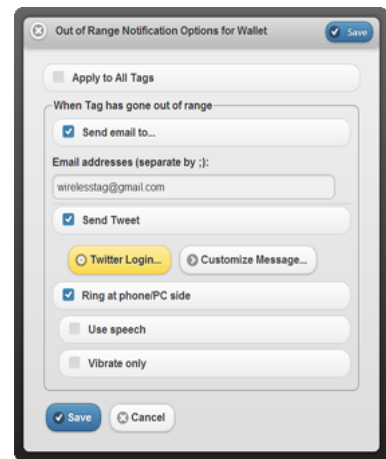 Out of Range Notification Options for Wallet
Save
Apply to All Tags
When Tag has gone out of range
Send email to...
Email addresses (separate by ;):
wirelesstag@gmail.com
Send Tweet
Twitter Login...
Customize Message...
Ring at phone/PC side
Use speech
Vibrate only
Save
Cancel